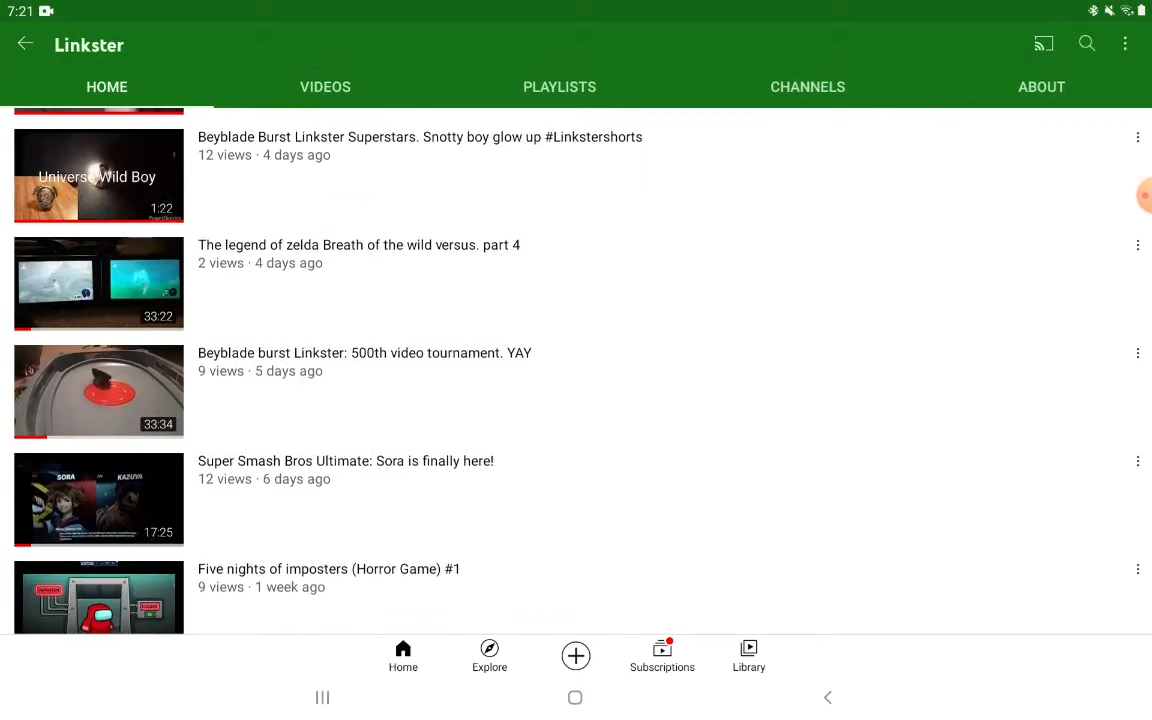 7:21
Linkster
HOME VIDEOS PLAYLISTS CHANNELS ABOUT
Beyblade Burst Linkster Superstars. Snotty boy glow up #Linkstershorts
12 views · 4 days ago
Universe Wild Boy
1:22
PowerDirector
The legend of zelda Breath of the wild versus. part 4
2 views · 4 days ago
33:22
Beyblade burst Linkster: 500th video tournament. YAY
9 views · 5 days ago
33:34
Super Smash Bros Ultimate: Sora is finally here!
12 views · 6 days ago
SORA KAZUYA
17:25
Five nights of imposters (Horror Game) #1
9 views · 1 week ago
Home Explore Subscriptions Library